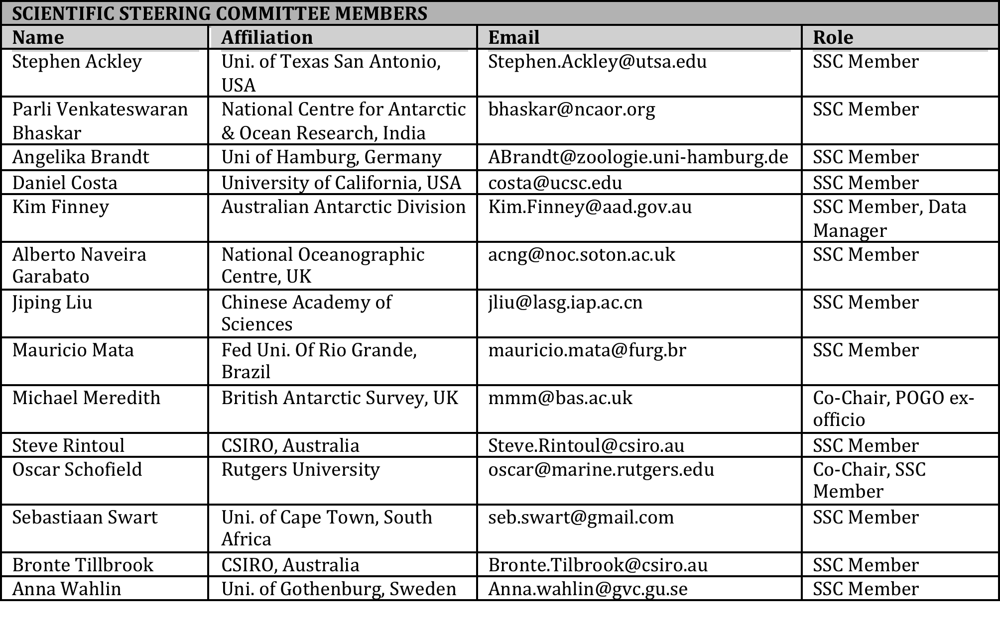 SCIENTIFIC STEERING COMMITTEE MEMBERS
Name Affiliation Email Role
Stephen Ackley Uni. of Texas San Antonio, Stephen.Ackley@utsa.edu SSC Member
USA
Parli Venkateswaran National Centre for Antarctic bhaskar@ncaor.org SSC Member
Bhaskar & Ocean Research, India
Angelika Brandt Uni of Hamburg, Germany ABrandt@zoologie.uni-hamburg.de SSC Member
Daniel Costa University of California, USA costa@ucsc.edu SSC Member
Kim Finney Australian Antarctic Division Kim.Finney@aad.gov.au SSC Member, Data
Manager
Alberto Naveira National Oceanographic acng@noc.soton.ac.uk SSC Member
Garabato Centre, UK
Jiping Liu Chinese Academy of jliu@lasg.iap.ac.cn SSC Member
Sciences
Mauricio Mata Fed Uni. Of Rio Grande, mauricio.mata@furg.br SSC Member
Brazil
Michael Meredith British Antarctic Survey, UK mmm@bas.ac.uk Co-Chair, POGO ex-
officio
Steve Rintoul CSIRO, Australia Steve.Rintoul@csiro.au SSC Member
Oscar Schofield Rutgers University oscar@marine.rutgers.edu Co-Chair, SSC
Member
Sebastiaan Swart Uni. of Cape Town, South seb.swart@gmail.com SSC Member
Africa
Bronte Tillbrook CSIRO, Australia Bronte.Tilbrook@csiro.au SSC Member
Anna Wahlin Uni. of Gothenburg, Sweden Anna.wahlin@gvc.gu.se SSC Member